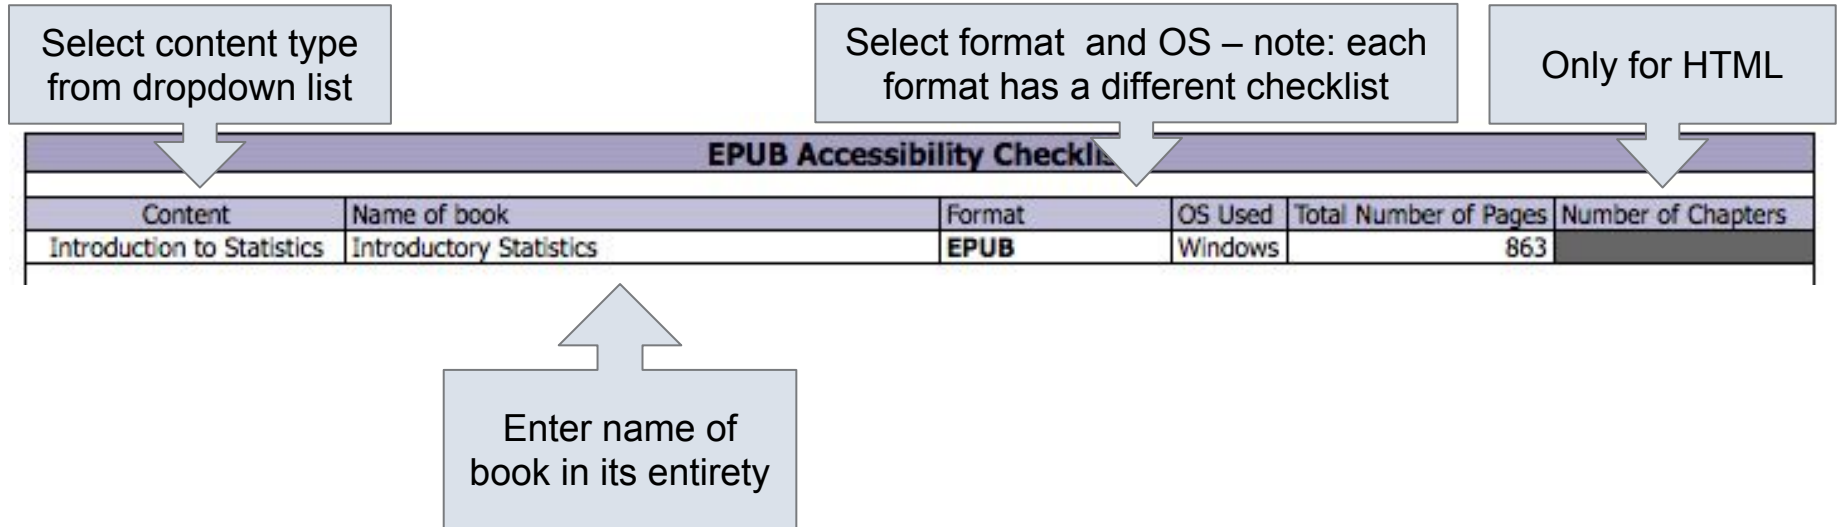 Select content type
from dropdown list
Select format and OS – note: each
format has a different checklist
Only for HTML
EPUB Accessibility
Content Name of book Format OS Used Total Number of Pages Number of Chapters
Introduction to Statistics Introductory Statistics EPUB Windows 863
Enter name of
book in its entirety